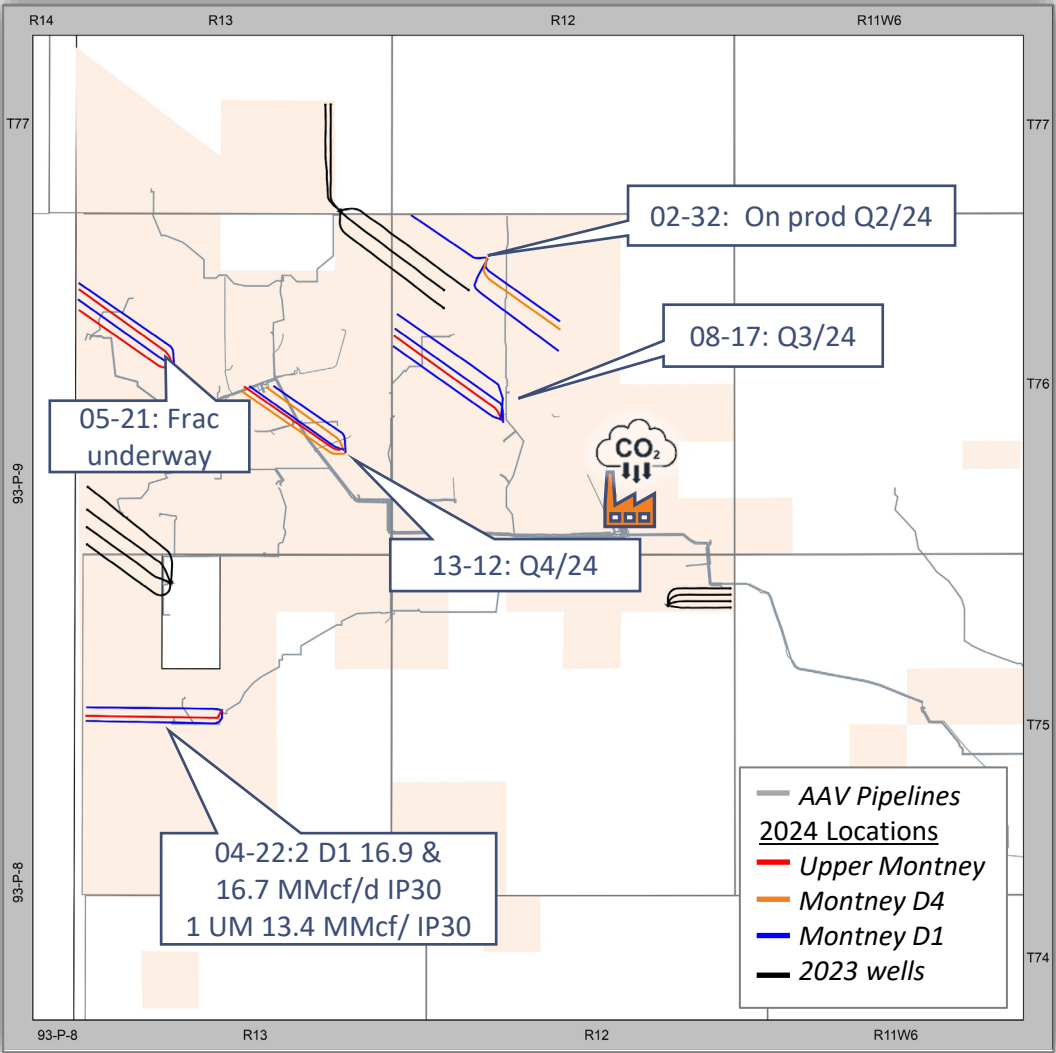 R14
R13
R12
R11W6
T77
T77
02-32: On prod Q2/24
08-17: Q3/24
T76
05-21: Frac
underway
CO2
93-P-9
13-12: Q4/24
T75
04-22:2 D1 16.9 &
16.7 MMcf/d IP30
1 UM 13.4 MMcf/ IP30
93-P-8
AAV Pipelines
2024 Locations
Upper Montney
Montney D4
Montney D1
2023 wells
T74
93-P-8
R13
R12
R11W6